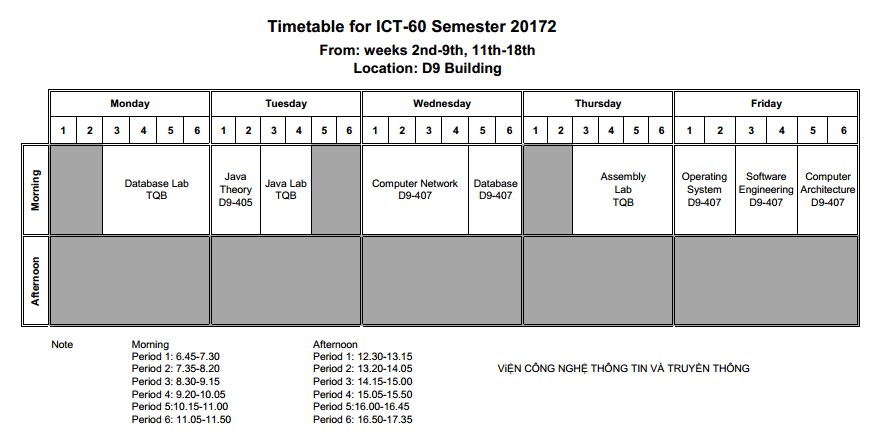 Timetable for ICT-60 Semester 20172
From: weeks 2nd-9th, 11th-18th
Location: D9 Building
Monday Tuesday Wednesday Thursday Friday
1 2 3 4 5 6 1 2 3 4 5 6 1 2 3 4 5 6 1 2 3 4 5 6 1 2 3 4 5 6
Morning
Database Lab
TQB
Java
Theory
D9-405
Java Lab
TQB
Computer Network
D9-407
Database
D9-407
Assembly
Lab
TQB
Operating
System
D9-407
Software
Engineering
D9-407
Computer
Architecture
D9-407
Afternoon
Note
Morning
Period 1: 6.45-7.30
Period 2: 7.35-8.20
Period 3: 8.30-9.15
Period 4: 9.20-10.05
Period 5:10.15-11.00
Period 6: 11.05-11.50
Afternoon
Period 1: 12.30-13.15
Period 2: 13.20-14.05
Period 3: 14.15-15.00
Period 4: 15.05-15.50
Period 5:16.00-16.45
Period 6: 16.50-17.35
ViỆN CÔNG NGHỆ THÔNG TIN VÀ TRUYỀN THÔNG